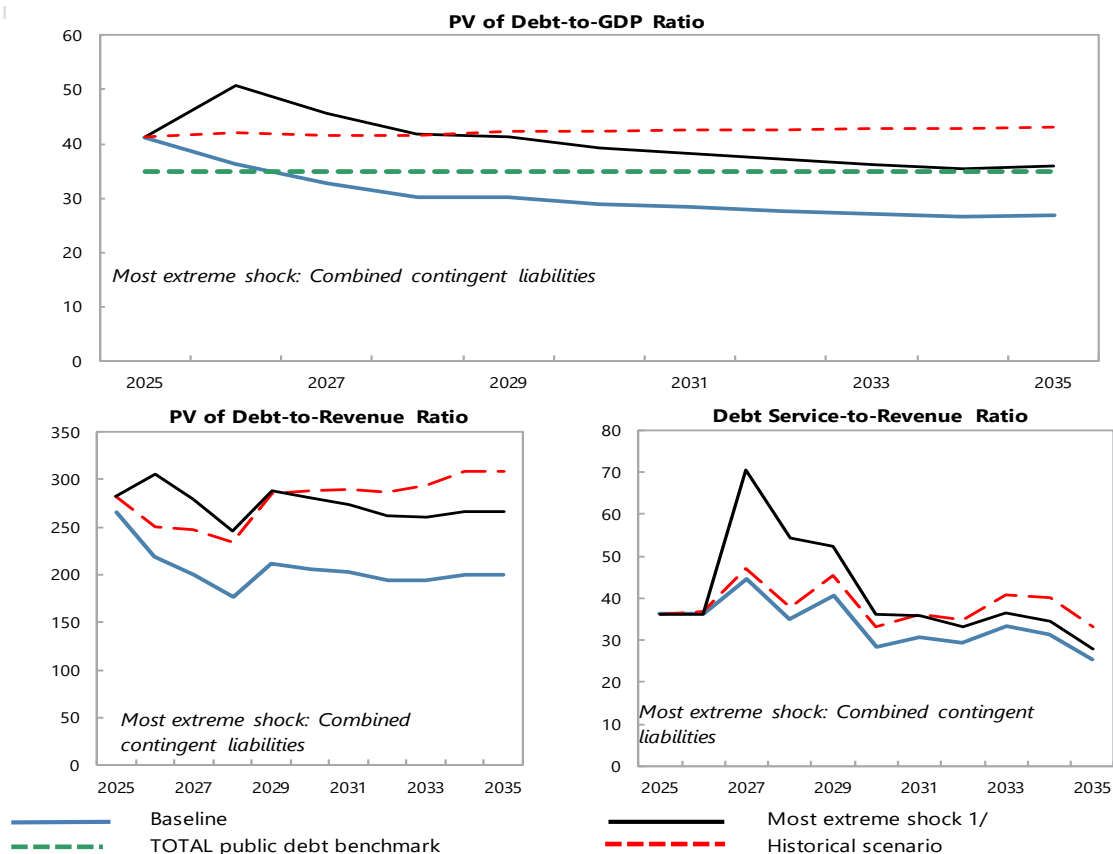 PV of Debt-to-GDP Ratio
60
50
40
30
20
10
0
Most extreme shock: Combined contingent liabilities
2025 2027 2029 2031 2033 2035
PV of Debt-to-Revenue Ratio
350
300
250
200
150
100
50
0
Most extreme shock: Combined
contingent liabilities
2025 2027 2029 2031 2033 2035
Debt Service-to-Revenue Ratio
80
70
60
50
40
30
20
10
0
Most extreme shock: Combined contingent
liabilities
2025 2027 2029 2031 2033 2035
Baseline
TOTAL public debt benchmark
Most extreme shock 1/
Historical scenario